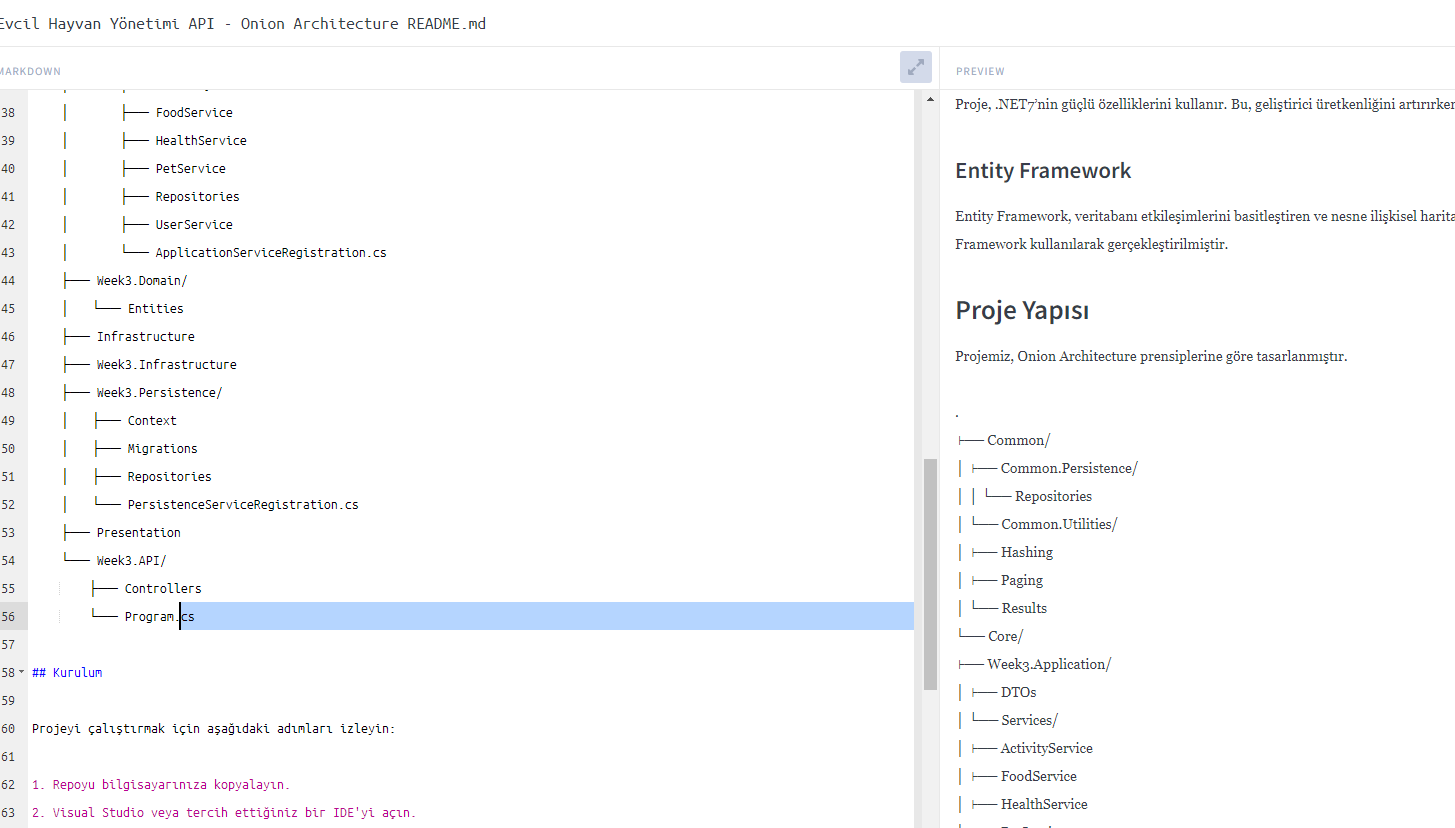 Evcil Hayvan Yönetimi API - Onion Architecture README.md
MARKDOWN
38 │ ├── FoodService
39 │ ├── HealthService
40 │ ├── PetService
41 │ ├── Repositories
42 │ ├── UserService
43 │ └── ApplicationServiceRegistration.cs
44 ├── Week3.Domain/
45 │ └── Entities
46 ├── Infrastructure
47 ├── Week3.Infrastructure
48 ├── Week3.Persistence/
49 │ ├── Context
50 │ ├── Migrations
51 │ ├── Repositories
52 │ └── PersistenceServiceRegistration.cs
53 ├── Presentation
54 └── Week3.API/
55 ├── Controllers
56 └── Program.cs
57
58 ## Kurulum
59
60 Projeyi çalıştırmak için aşağıdaki adımları izleyin:
61
62 1. Repoyu bilgisayarınıza kopyalayın.
63 2. Visual Studio veya tercih ettiğiniz bir IDE'yi açın.
PREVIEW
Proje, .NET7'nin güçlü özelliklerini kullanır. Bu, geliştirici üretkenliğini artırırken
Entity Framework
Entity Framework, veritabanı etkileşimlerini basitleştiren ve nesne ilişkisel
Framework kullanılarak gerçekleştirilmiştir.
Proje Yapısı
Projemiz, Onion Architecture prensiplerine göre tasarlanmıştır.
.
├── Common/
│ ├── Common.Persistence/
│ │ └── Repositories
│ └── Common.Utilities/
│ ├── Hashing
│ ├── Paging
│ └── Results
└── Core/
├── Week3.Application/
│ ├── DTOs
│ └── Services/
│ ├── ActivityService
│ ├── FoodService
│ ├── HealthService